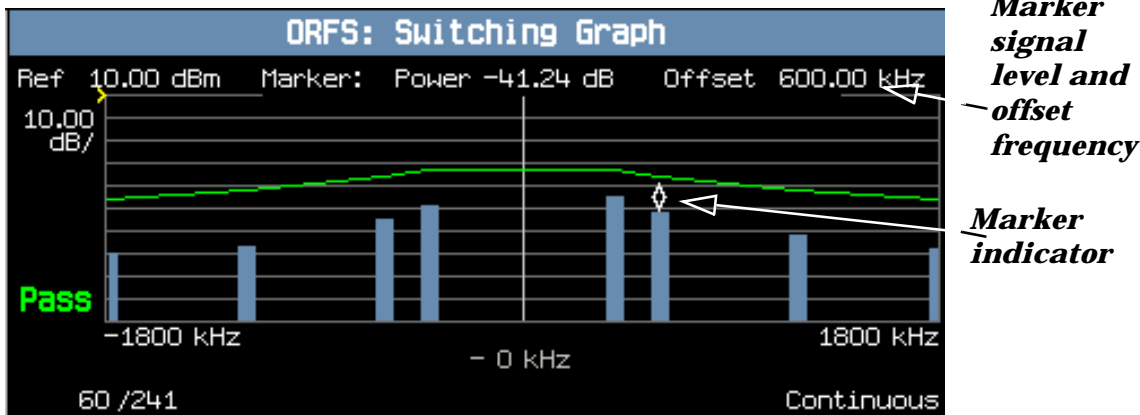 ORFS: Switching Graph
Ref 10.00 dBm Marker: Power -41.24 dB Offset 600.00 kHz
10.00
dB/
Pass
-1800 kHz
1800 kHz
- 0 kHz
60 /241
Continuous
Marker
signal
level and
offset
frequency
Marker
indicator